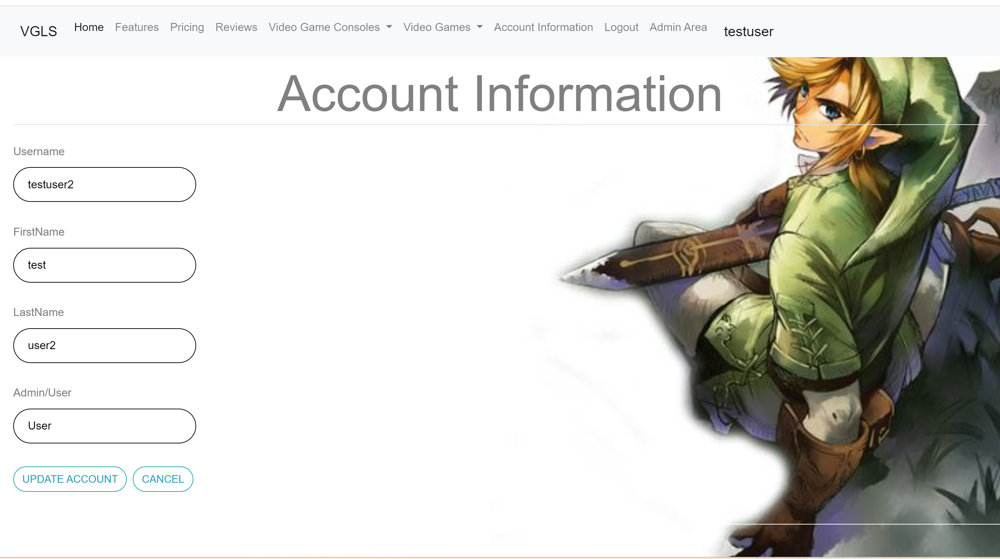 VGLS Home Features Pricing Reviews Video Game Consoles Video Games Account Information Logout Admin Area testuser
Account Information
Username
testuser2
FirstName
test
LastName
user2
Admin/User
User
UPDATE ACCOUNT CANCEL